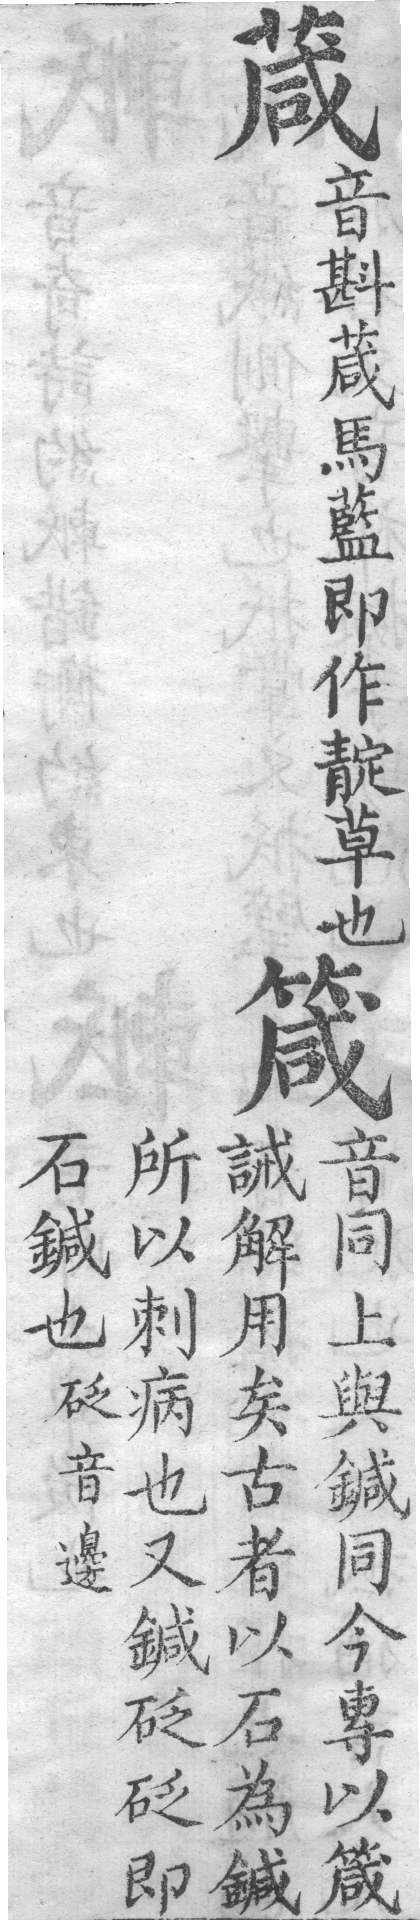 葴
音斟葴馬藍即作靛草也
箴
音同上與鍼同今專以箴
誡解用矣古者以石為鍼
所以刺病也又鍼砭砭即
石鍼也砭音邊